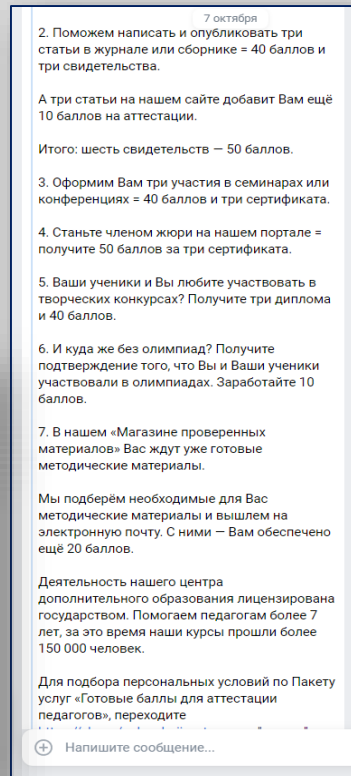 7 октября
2. Поможем написать и опубликовать три
статьи в журнале или сборнике = 40 баллов и
три свидетельства.
А три статьи на нашем сайте добавит Вам ещё
10 баллов на аттестации.
Итого: шесть свидетельств — 50 баллов.
3. Оформим Вам три участия в семинарах или
конференциях = 40 баллов и три сертификата.
4. Станьте членом жюри на нашем портале =
получите 50 баллов за три сертификата.
5. Ваши ученики и Вы любите участвовать в
творческих конкурсах? Получите три диплома
и 40 баллов.
6. И куда же без олимпиад? Получите
подтверждение того, что Вы и Ваши ученики
участвовали в олимпиадах. Заработайте 10
баллов.
7. В нашем «Магазине проверенных
материалов» Вас ждут уже готовые
методические материалы.
Мы подберём необходимые для Вас
методические материалы и вышлем на
электронную почту. С ними — Вам обеспечено
ещё 20 баллов.
Деятельность нашего центра
дополнительного образования лицензирована
государством. Помогаем педагогам более 7
лет, за это время наши курсы прошли более
150 000 человек.
Для подбора персональных условий по Пакету
услуг «Готовые баллы для аттестации
педагогов», переходите
Напишите сообщение...